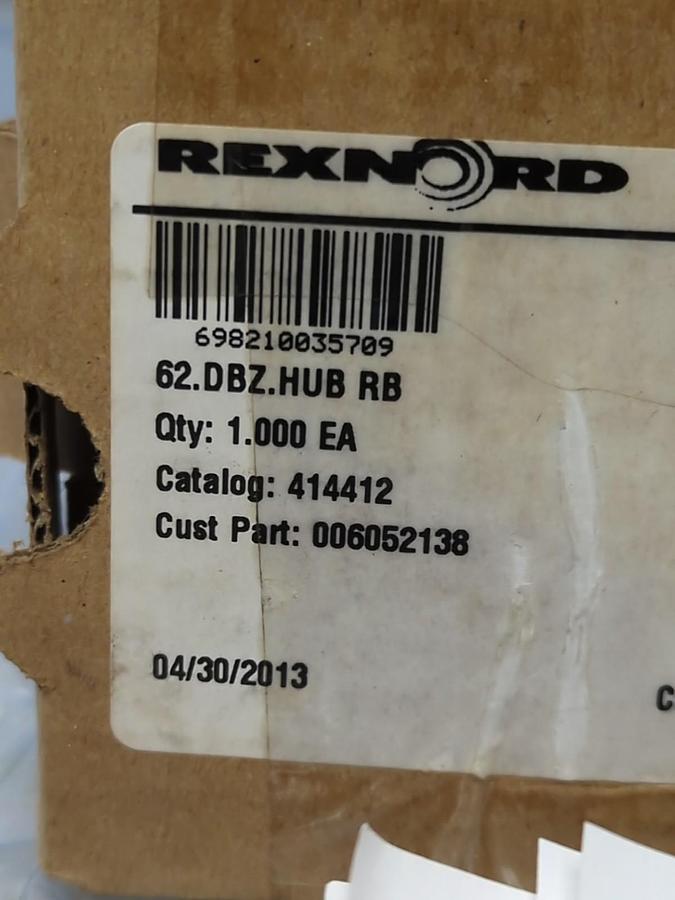 REXNORD
698210035709
62.DBZ.HUB RB
Qty: 1.000 EA
Catalog: 414412
Cust Part: 006052138
04/30/2013
C